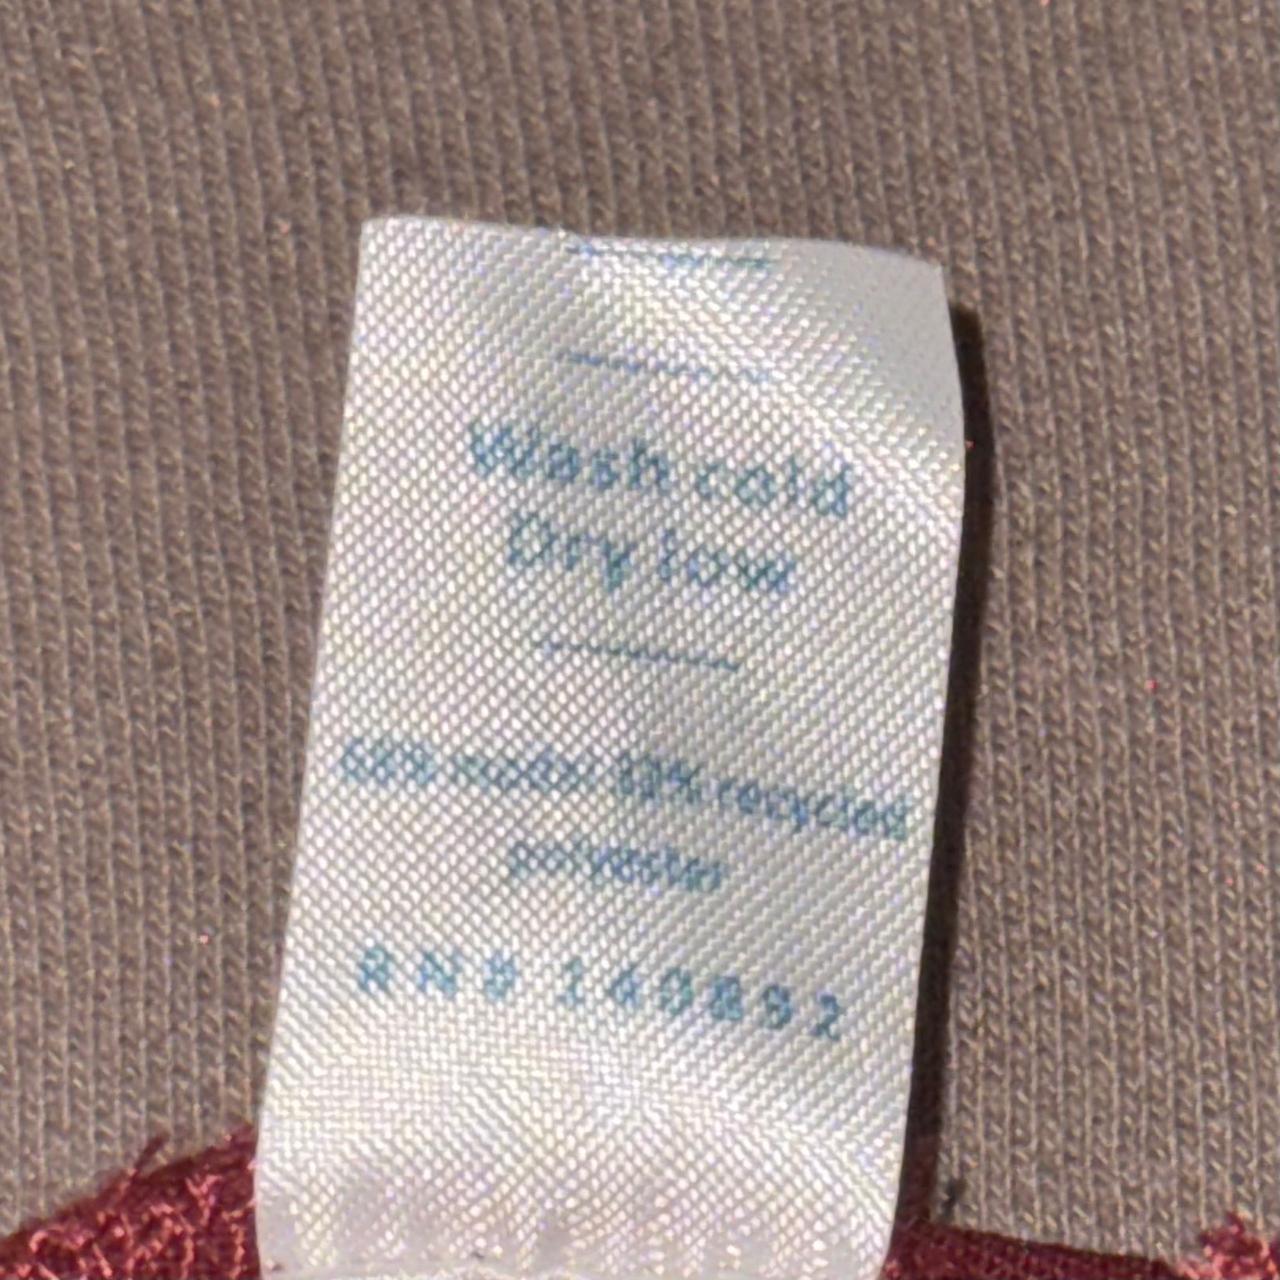 Wash cold
Dry low
recycled
polyester
RN# 140892